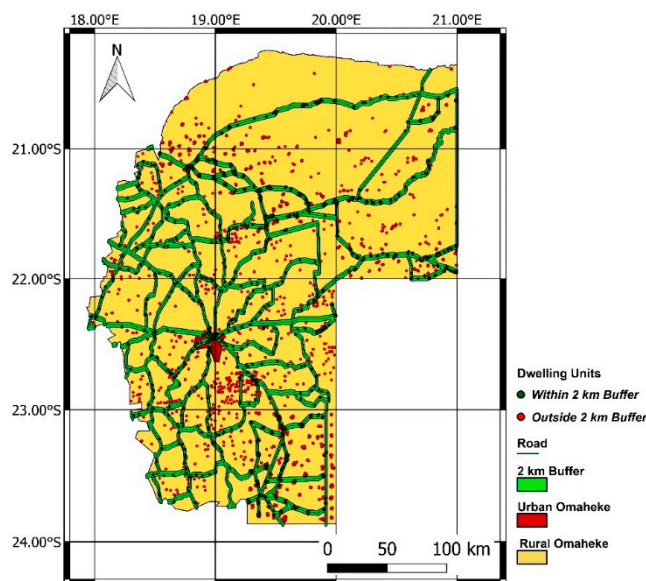 18.00°E 19.00°E 20.00°E 21.00°E
N
21.00°S
22.00°S
23.00°S
24.00°S
Dwelling Units
Within 2 km Buffer
Outside 2 km Buffer
Road
2 km Buffer
Urban Omaheke
Rural Omaheke
0 50 100 km